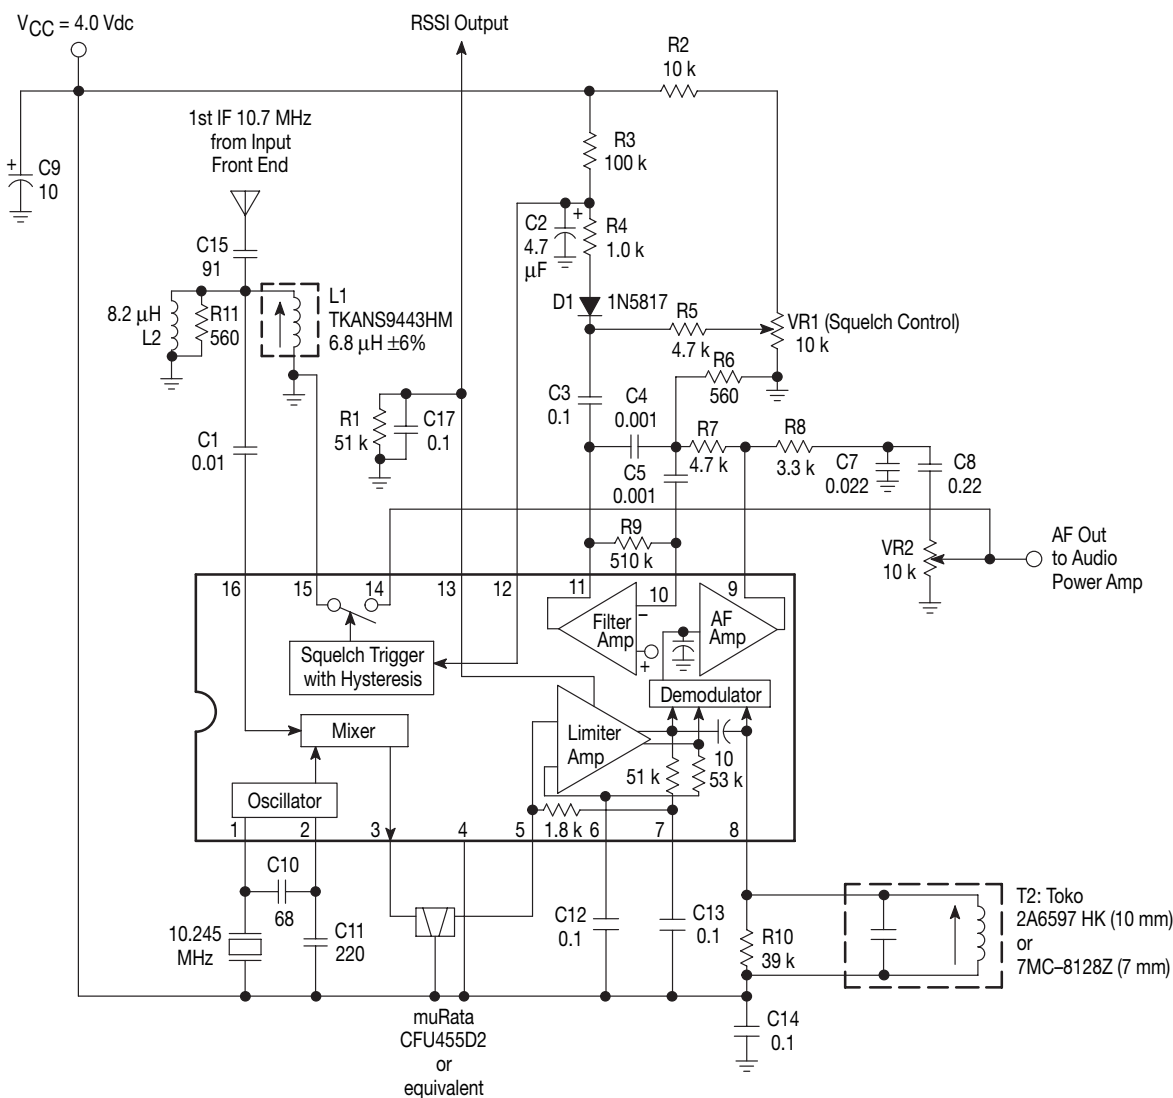 VCC = 4.0 Vdc
RSSI Output
R2
10 k
1st IF 10.7 MHz
from Input
Front End
+
C9
10
R3
100 k
C2
4.7
µF
+
R4
1.0 k
C15
91
L1
TKANS9443HM
6.8 µH ±6%
8.2 µH
L2
R11
560
D1
1N5817
R5
4.7 k
VR1 (Squelch Control)
10 k
R6
560
C3
0.1
C4
0.001
R1
51 k
C17
0.1
C1
0.01
R7
4.7 k
R8
3.3 k
C5
0.001
C7
0.022
C8
0.22
R9
510 k
VR2
10 k
AF Out
to Audio
Power Amp
16
15
14
13
12
11
10
9
Filter
Amp
–
+
AF
Amp
Squelch Trigger
with Hysteresis
Demodulator
Mixer
Limiter
Amp
10
51 k
53 k
Oscillator
1.8 k
1
2
3
4
5
6
7
8
C10
68
10.245
MHz
C11
220
C12
0.1
C13
0.1
R10
39 k
T2: Toko
2A6597 HK (10 mm)
or
7MC–8128Z (7 mm)
muRata
CFU455D2
or
equivalent
C14
0.1